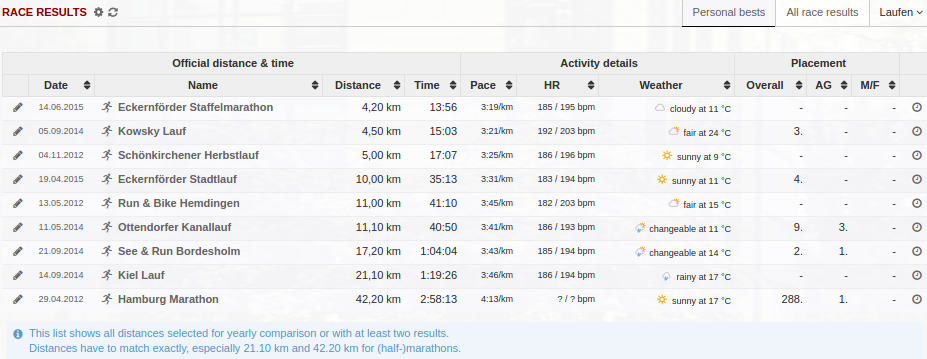 RACE RESULTS Personal bests All race results Laufen
Official distance & time Activity details Placement
Date Name Distance Time Pace HR Weather Overall AG M/F
14.06.2015 Eckernförder Staffelmarathon 4,20 km 13:56 3:19/km 185 / 195 bpm cloudy at 11 °C - - -
05.09.2014 Kowsky Lauf 4,50 km 15:03 3:21/km 192 / 203 bpm fair at 24 °C 3. - -
04.11.2012 Schönkirchener Herbstlauf 5,00 km 17:07 3:25/km 186 / 196 bpm sunny at 9 °C - - -
19.04.2015 Eckernförder Stadtlauf 10,00 km 35:13 3:31/km 183 / 194 bpm sunny at 11 °C 4. - -
13.05.2012 Run & Bike Hemdingen 11,00 km 41:10 3:45/km 182 / 203 bpm fair at 15 °C - - -
11.05.2014 Ottendorfer Kanallauf 11,10 km 40:50 3:41/km 186 / 193 bpm changeable at 11 °C 9. 3. -
21.09.2014 See & Run Bordesholm 17,20 km 1:04:04 3:43/km 185 / 194 bpm changeable at 14 °C 2. 1. -
14.09.2014 Kiel Lauf 21,10 km 1:19:26 3:46/km 186 / 194 bpm rainy at 17 °C - - -
29.04.2012 Hamburg Marathon 42,20 km 2:58:13 4:13/km ? / ? bpm sunny at 17 °C 288. 1. -
This list shows all distances selected for yearly comparison or with at least two results.
Distances have to match exactly, especially 21.10 km and 42.20 km for (half-)marathons.